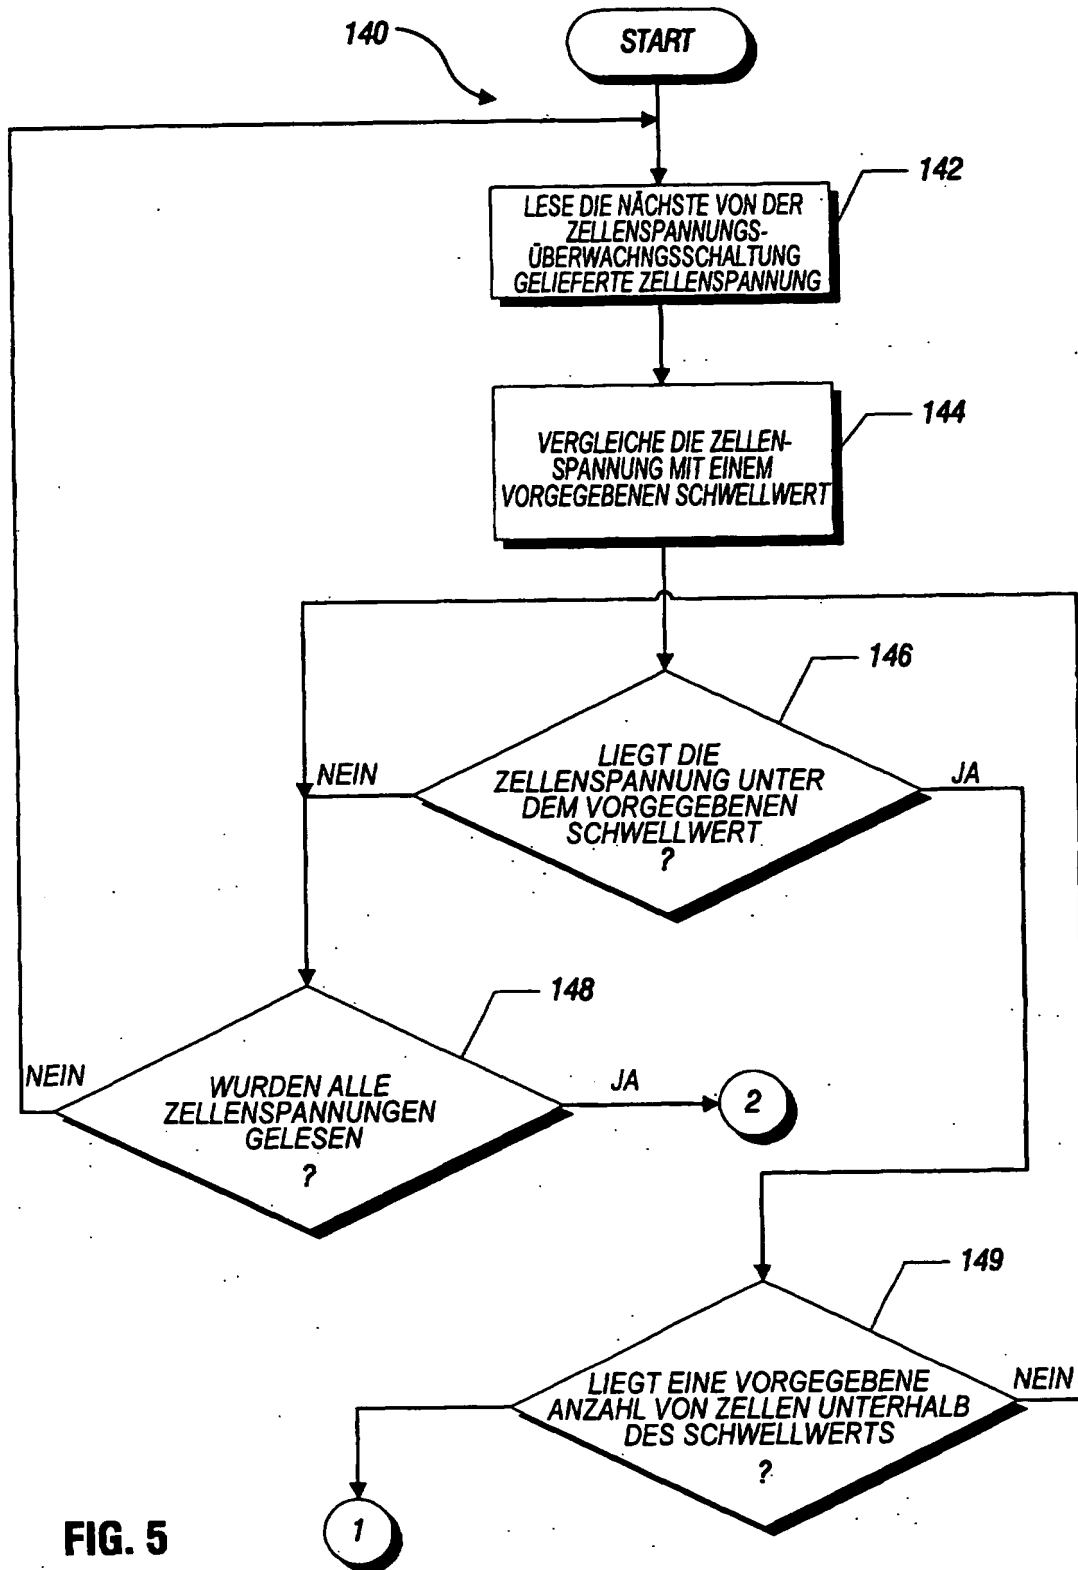 140
START
142
LESE DIE NÄCHSTE VON DER
ZELLENSPANNUNGS-
ÜBERWACHNGSSCHALTUNG
GELIEFERTE ZELLENSPANNUNG
144
VERGLEICHE DIE ZELLEN-
SPANNUNG MIT EINEM
VORGEGEBENEN SCHWELLWERT
146
LIEGT DIE
ZELLENSPANNUNG UNTER
DEM VORGEGEBENEN
SCHWELLWERT
?
NEIN
JA
148
WURDEN ALLE
ZELLENSPANNUNGEN
GELESEN
?
NEIN
JA
2
149
LIEGT EINE VORGEGEBENE
ANZAHL VON ZELLEN UNTERHALB
DES SCHWELLWERTS
?
NEIN
1
FIG. 5